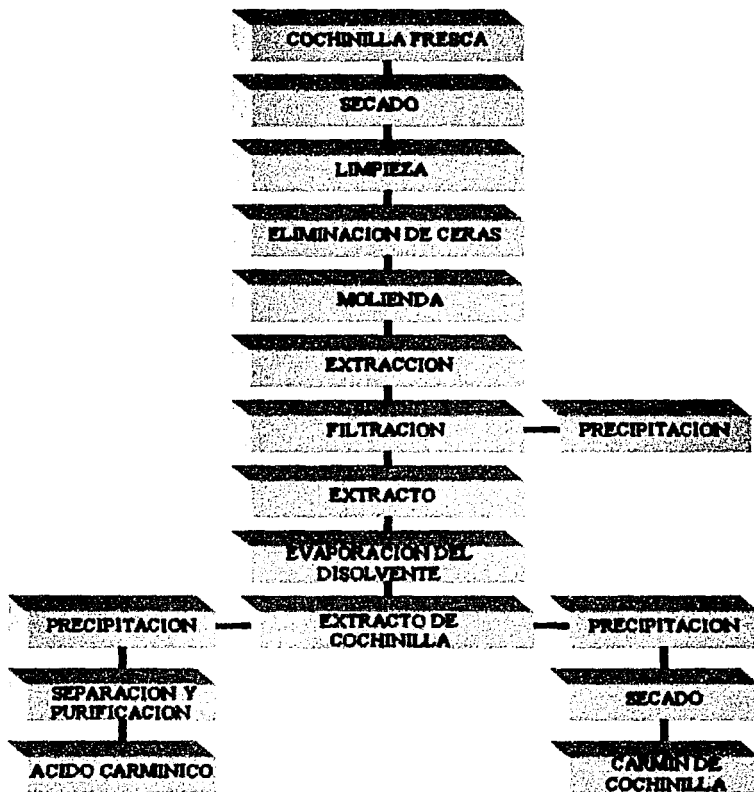 COCHINILLA FRESCA
SECADO
LIMPIEZA
ELIMINACION DE CERAS
MOLIENDA
EXTRACCION
FILTRACION
PRECIPITACION
EXTRACTO
EVAPORACION DEL
DISOLVENTE
PRECIPITACION
EXTRACTO DE
COCHINILLA
PRECIPITACION
SEPARACION Y
PURIFICACION
SECADO
ACIDO CARMINICO
CARMIN DE
COCHINILLA